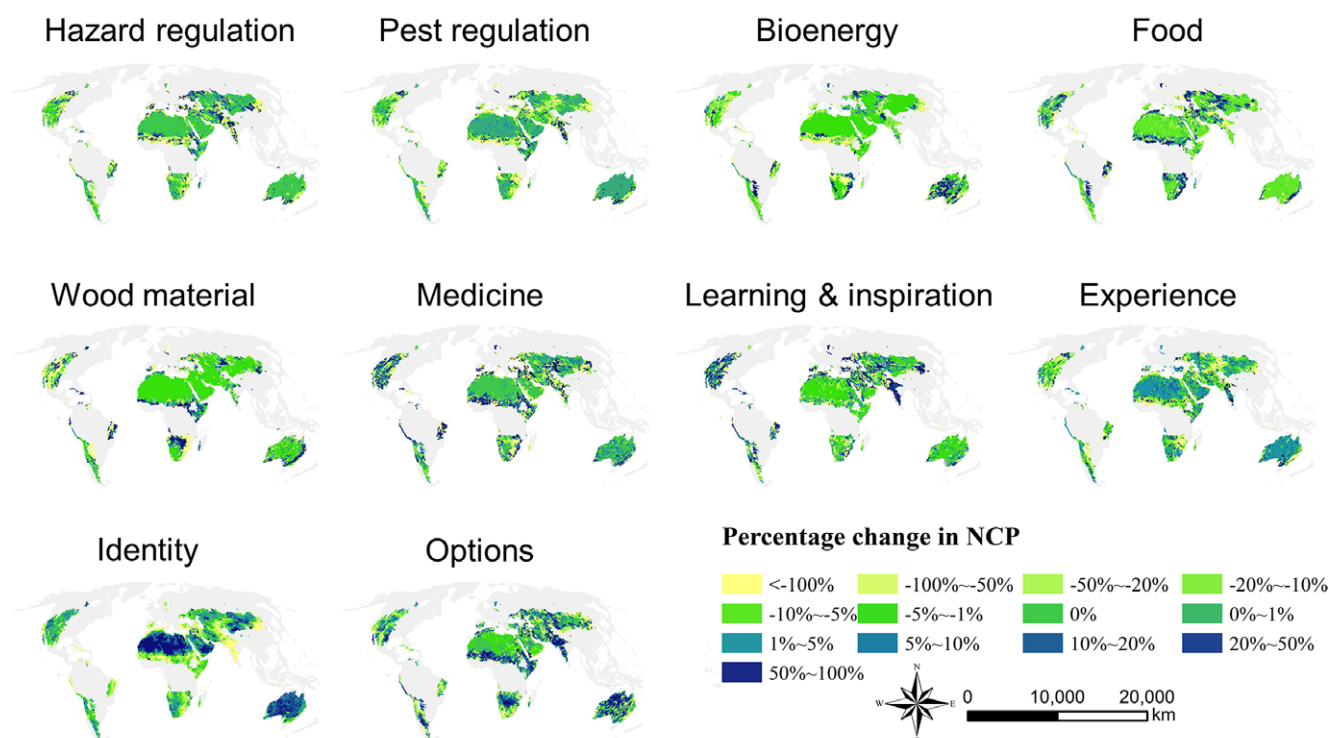 Hazard regulation
Pest regulation
Bioenergy
Food
Wood material
Medicine
Learning & inspiration
Experience
Identity
Options
Percentage change in NCP
<-100%
-100%~-50%
-50%~-20%
-20%~-10%
-10%~-5%
-5%~-1%
0%
0%~1%
1%~5%
5%~10%
10%~20%
20%~50%
50%~100%
N
W
E
S
0
10,000
20,000
km